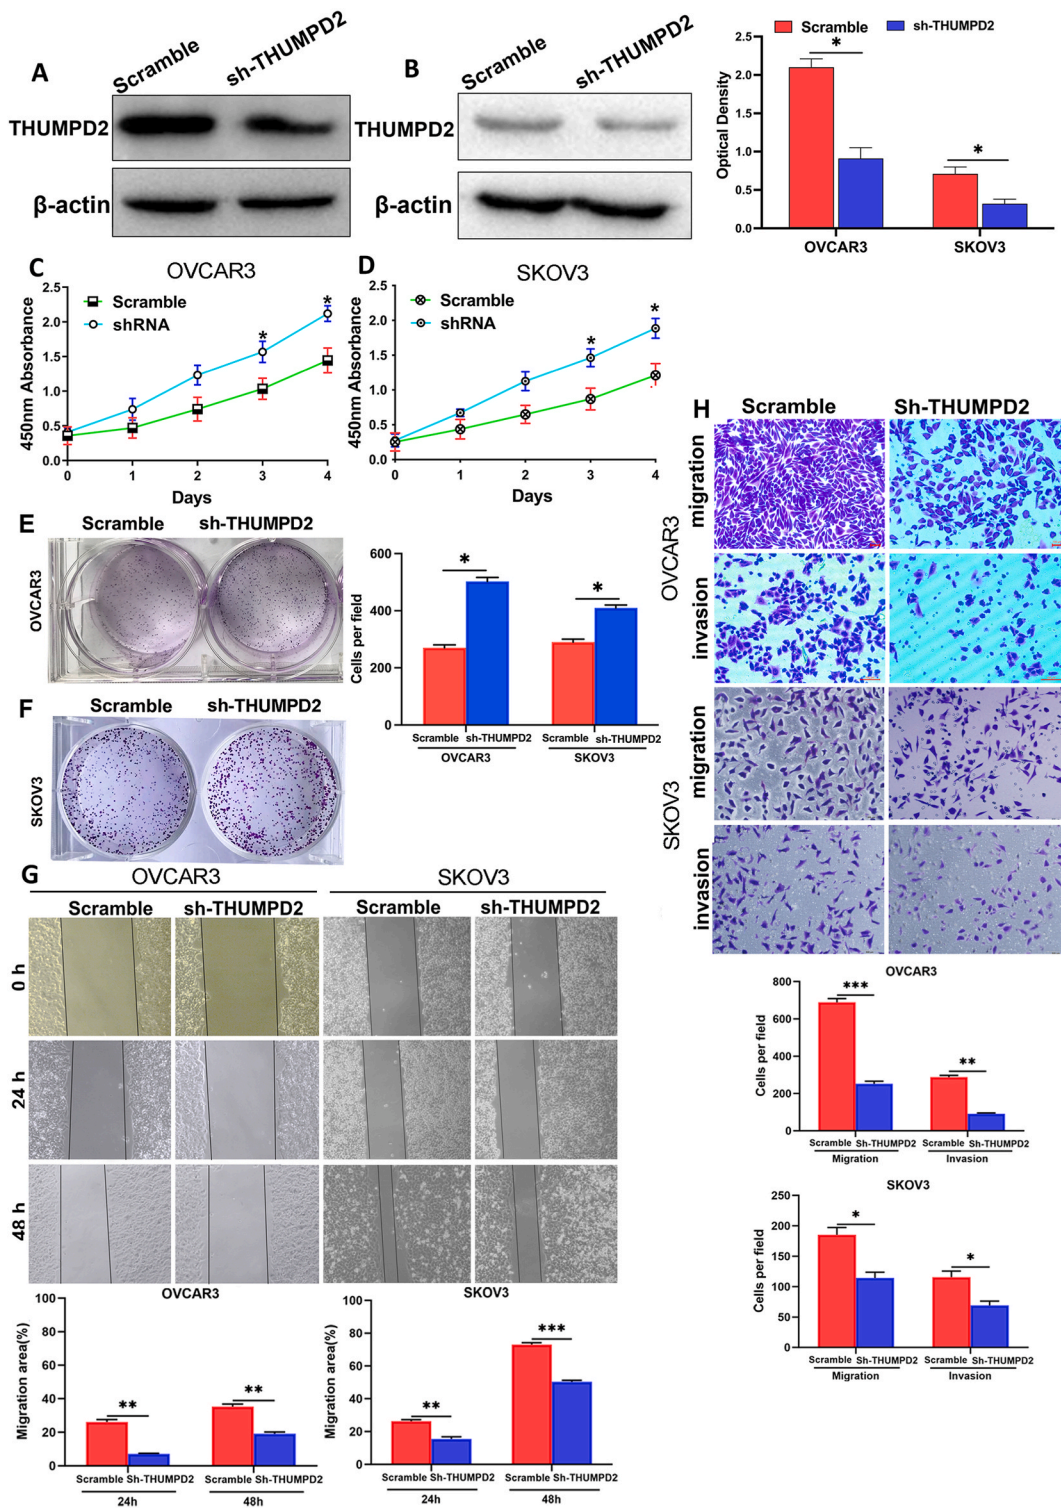 A
Scramble
sh-THUMPD2
THUMPD2
β-actin
B
Scramble
sh-THUMPD2
THUMPD2
β-actin
Scramble
sh-THUMPD2
Optical Density
2.5
2.0
1.5
1.0
0.5
0.0
*
*
OVCAR3
SKOV3
C
OVCAR3
Scramble
shRNA
450nm Absorbance
2.5
2.0
1.5
1.0
0.5
0.0
*
*
0 1 2 3 4
Days
D
SKOV3
Scramble
shRNA
450nm Absorbance
2.5
2.0
1.5
1.0
0.5
0.0
*
*
0 1 2 3 4
Days
E
Scramble
sh-THUMPD2
OVCAR3
F
Scramble
sh-THUMPD2
SKOV3
Cells per field
600
400
200
0
*
*
Scramble sh-THUMPD2 Scramble sh-THUMPD2
OVCAR3
SKOV3
G
OVCAR3
SKOV3
Scramble
sh-THUMPD2
Scramble
sh-THUMPD2
0 h
24 h
48 h
OVCAR3
Migration area(%)
100
80
60
40
20
0
**
**
Scramble Sh-THUMPD2 Scramble Sh-THUMPD2
24h
48h
SKOV3
Migration area(%)
100
80
60
40
20
0
**
***
Scramble Sh-THUMPD2 Scramble Sh-THUMPD2
24h
48h
H
Scramble
Sh-THUMPD2
OVCAR3
migration
invasion
SKOV3
migration
invasion
OVCAR3
Cells per field
800
600
400
200
0
***
**
Scramble Sh-THUMPD2 Scramble Sh-THUMPD2
Migration
Invasion
SKOV3
Cells per field
250
200
150
100
50
0
*
*
Scramble Sh-THUMPD2 Scramble Sh-THUMPD2
Migration
Invasion